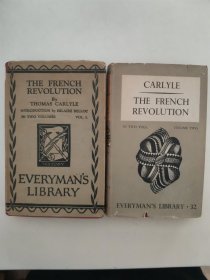 THE FRENCH
REVOLUTION
By
THOMAS CARLYLE
INTRODUCTION by HILAIRE BELLOC
IN TWO VOLUMES VOL. I.
EVERYMAN'S
LIBRARY
CARLYLE
THE FRENCH
REVOLUTION
IN TWO VOLS. VOLUME TWO
EVERYMAN'S LIBRARY · 32